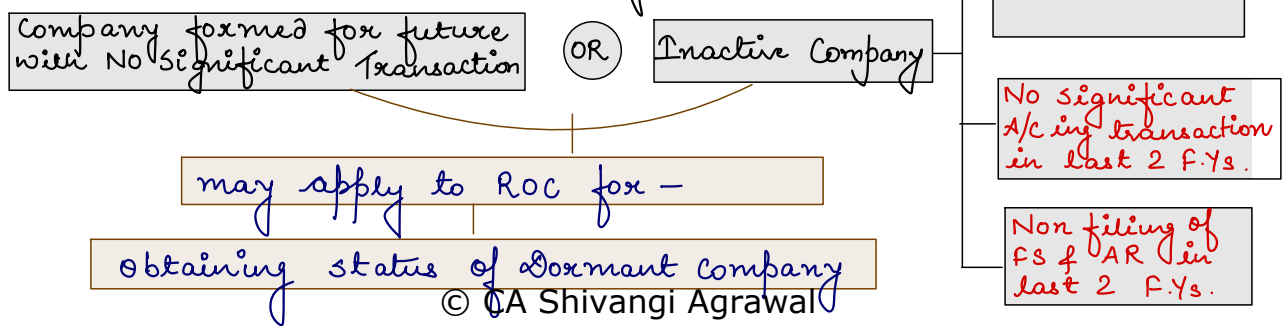 Company formed for future
with No Significant Transaction
OR
Inactive Company
No significant
A/C ing transaction
in last 2 F.Ys.
may apply to ROC for –
Non filing of
FS & AR in
last 2 F.Ys.
obtaining status of Dormant company
© CA Shivangi Agrawal